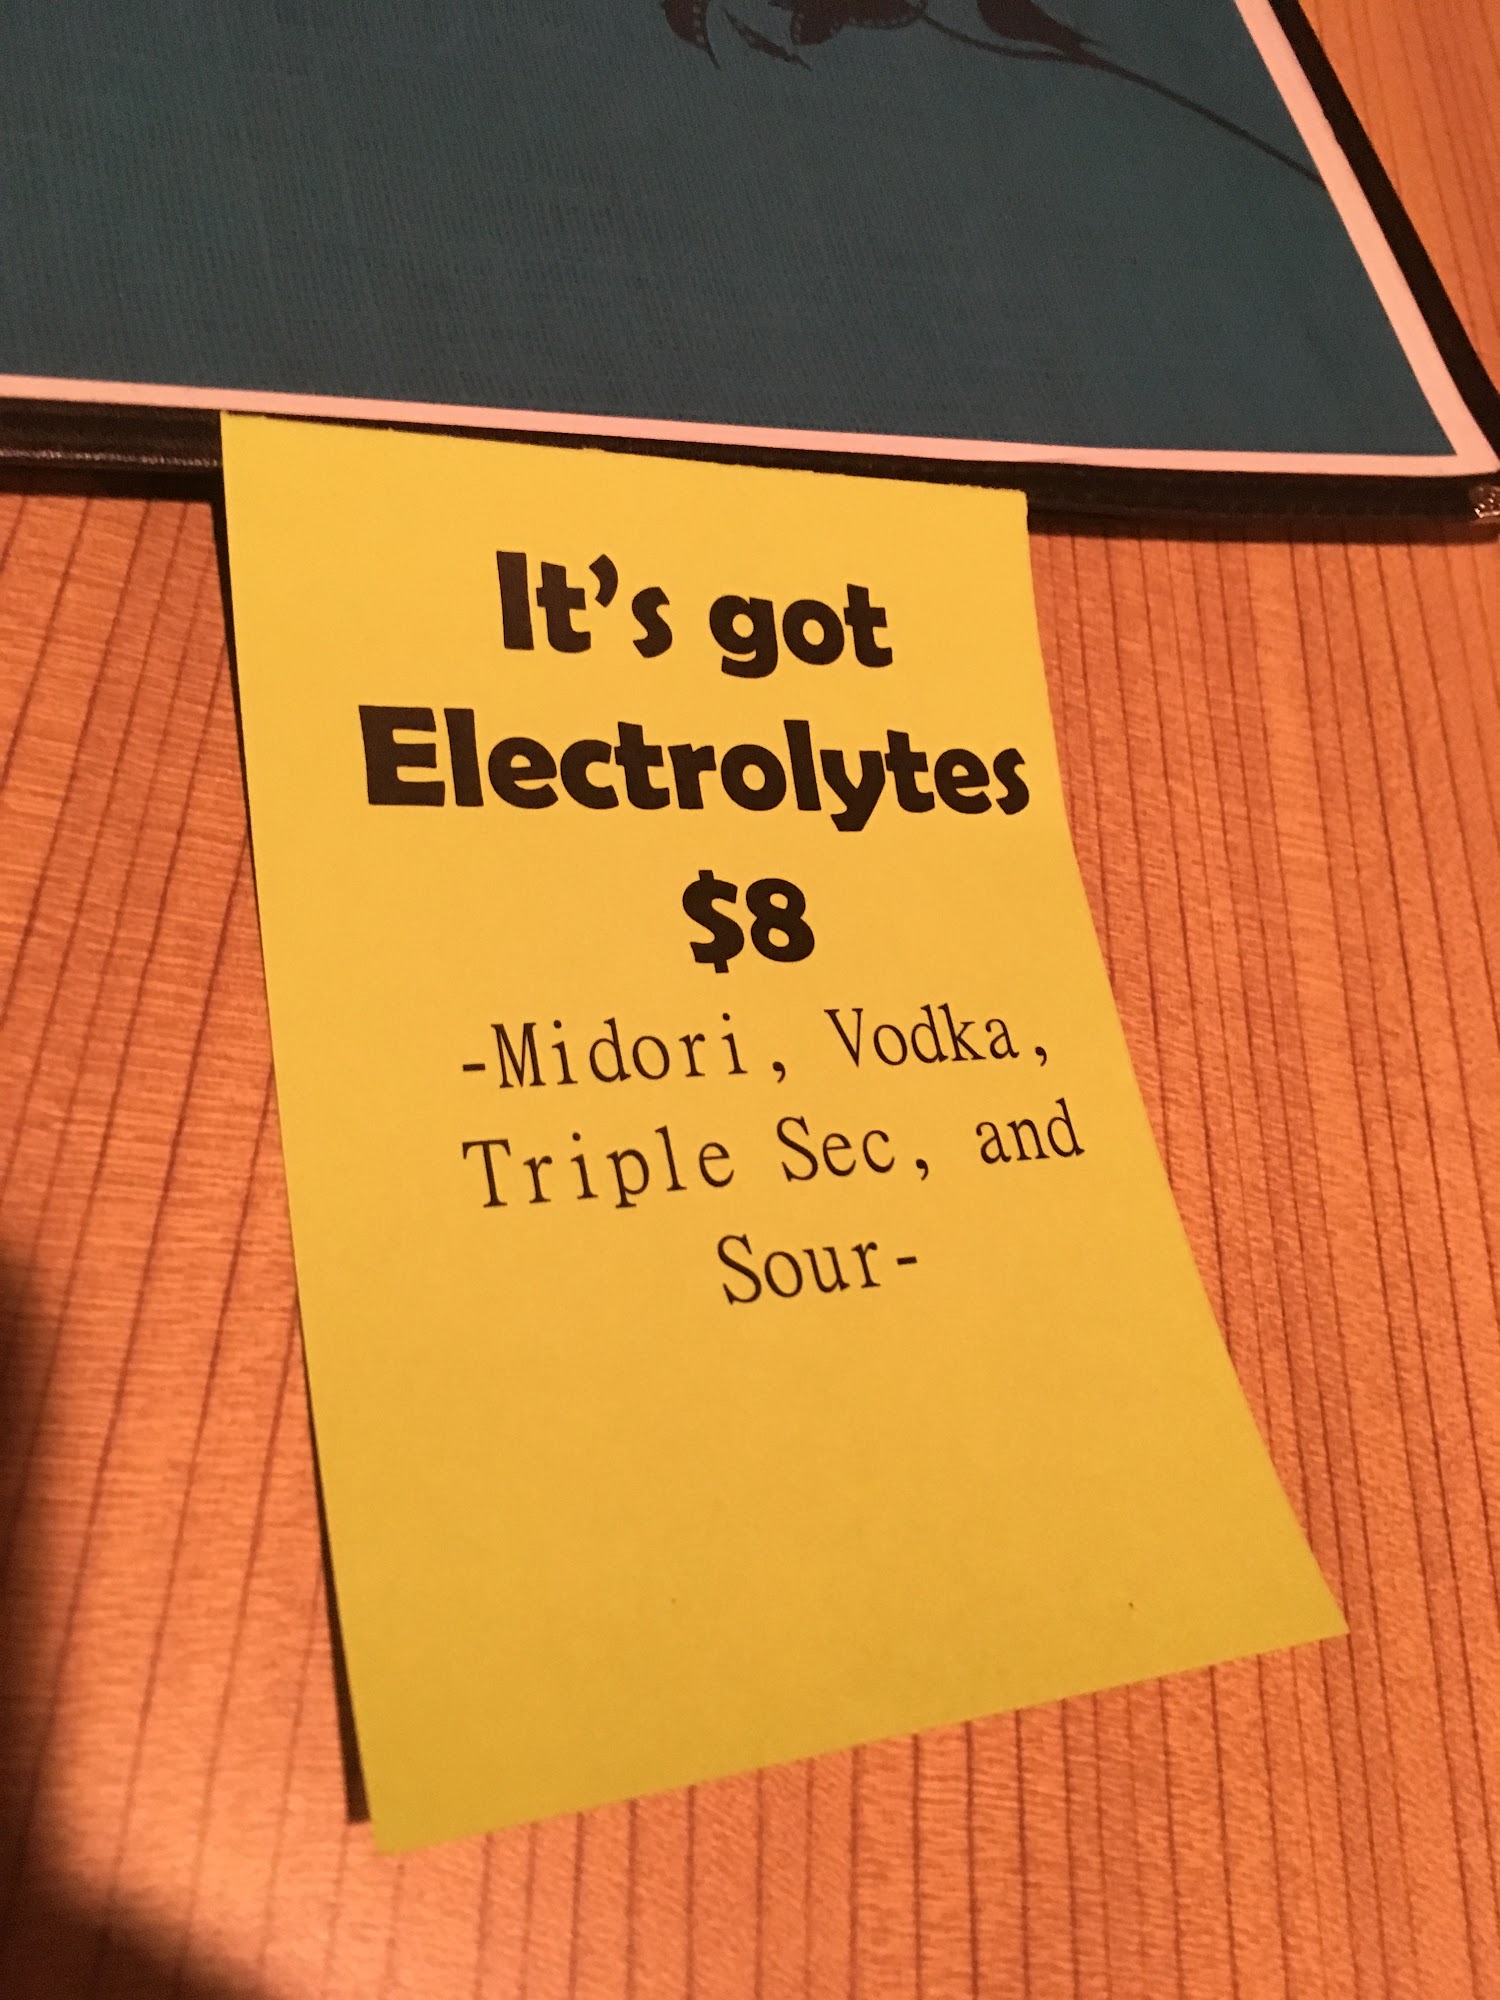 It's got
Electrolytes
$8
-Midori, Vodka,
Triple Sec, and
Sour-